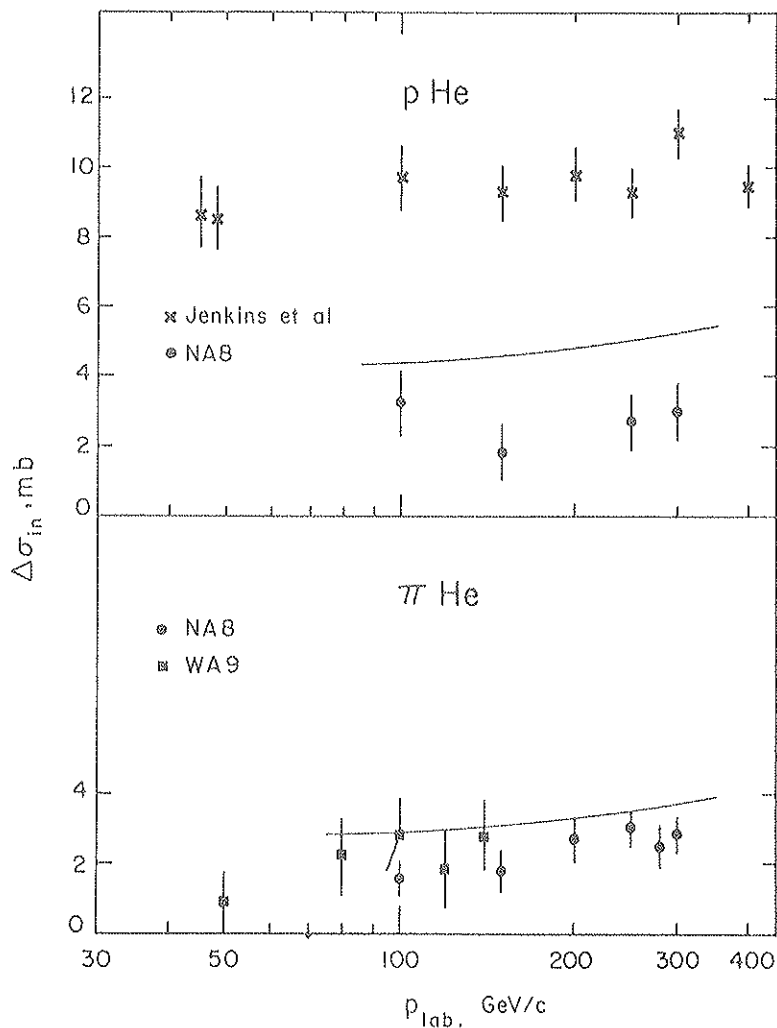 12
p He
10
8
6
Jenkins et al
4
NA8
2
0
Δσin, mb
π He
NA8
WA9
4
2
0
30 50 100 200 300 400
plab, GeV/c